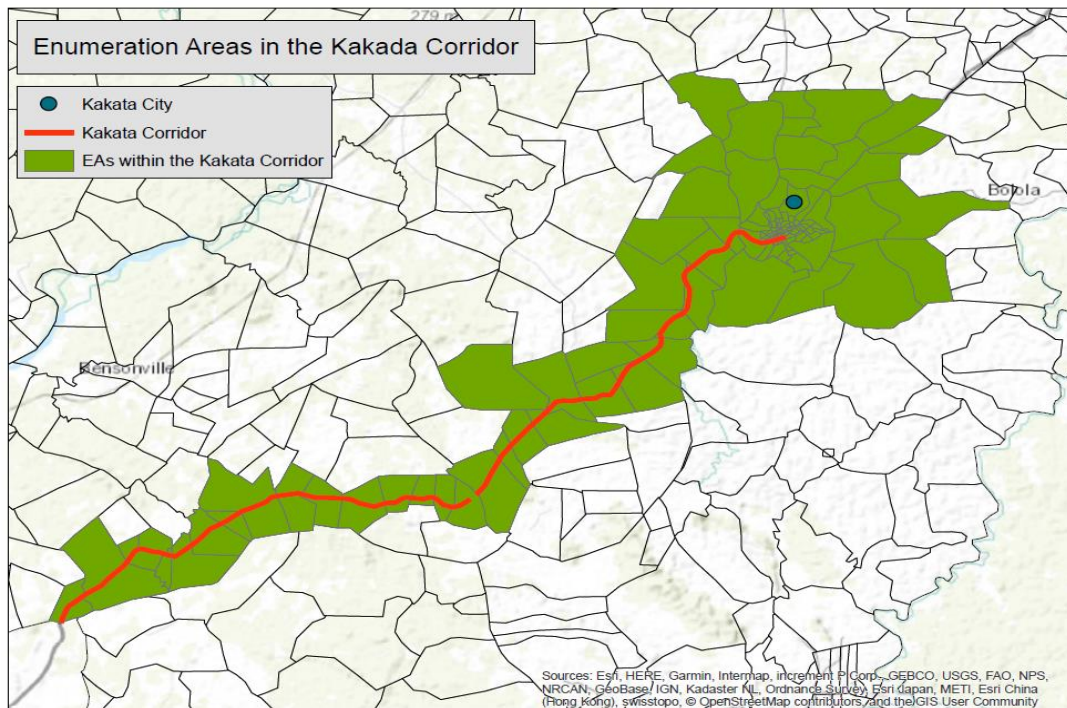 279 m
Enumeration Areas in the Kakada Corridor
Kakata City
Kakata Corridor
EAs within the Kakata Corridor
Bolola
Bensonville
Sources: Esri, HERE, Garmin, Intermap, increment P Corp., GEBCO, USGS, FAO, NPS,
NRCAN, GeoBase, IGN, Kadaster NL, Ordnance Survey, Esri Japan, METI, Esri China
(Hong Kong), swisstopo, © OpenStreetMap contributors, and the GIS User Community